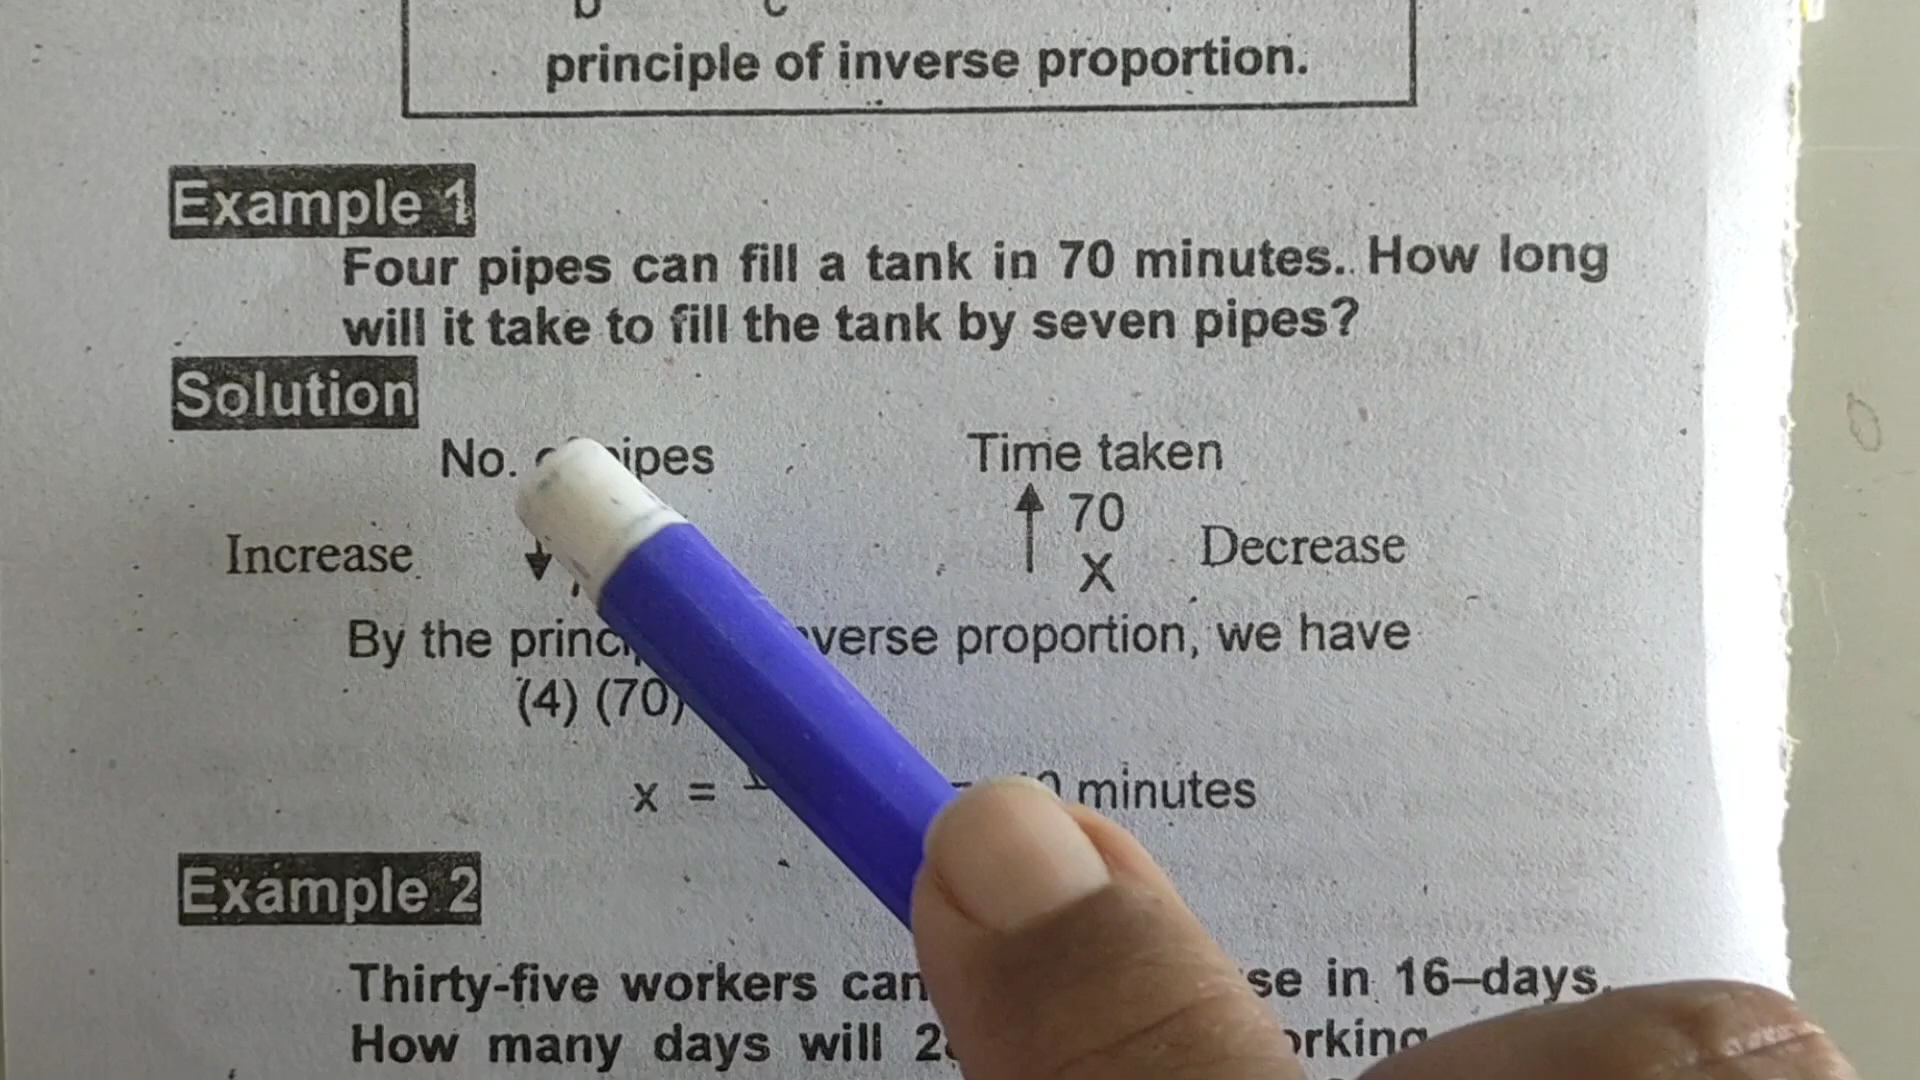 principle of inverse proportion.
Example 1
Four pipes can fill a tank in 70 minutes. How long
will it take to fill the tank by seven pipes?
Solution
No. pipes Time taken
70
Increase Decrease
X
By the verse proportion, we have
(4) (70)
x = minutes
Example 2
Thirty-five workers can se in 16–days.
How many days will